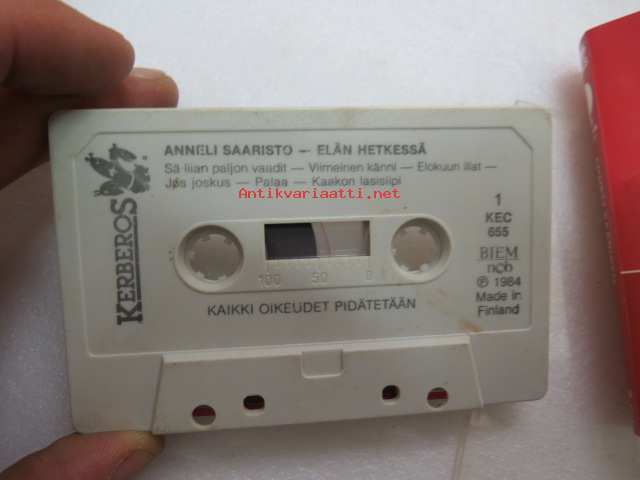 ANNELI SAARISTO — ELÄN HETKESSÄ
Sä liian paljon vaadit — Viimeinen känni — Elokuun illat —
Jos joskus — Palaa — Kaakon lasisiipi
Antikvariaatti.net
KERBEROS
1
KEC
655
BIEM
ncb
℗ 1984
Made in
Finland
100 50 0
KAIKKI OIKEUDET PIDÄTETÄÄN